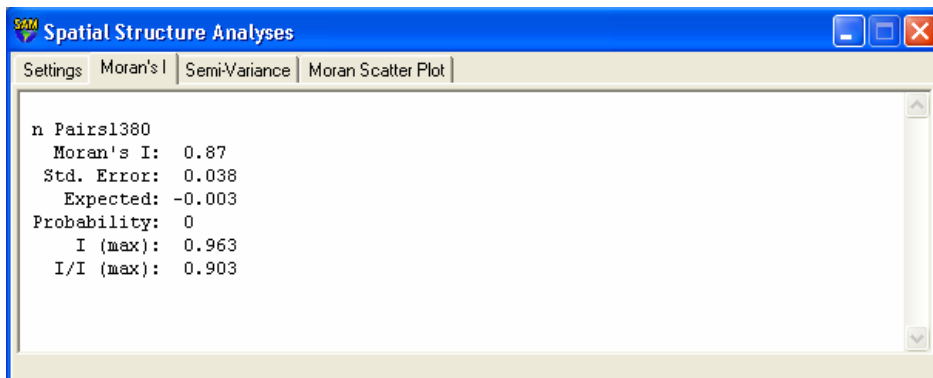 SAM Spatial Structure Analyses
Settings Moran's I Semi-Variance Moran Scatter Plot
n Pairs1380
Moran's I: 0.87
Std. Error: 0.038
Expected: -0.003
Probability: 0
I (max): 0.963
I/I (max): 0.903